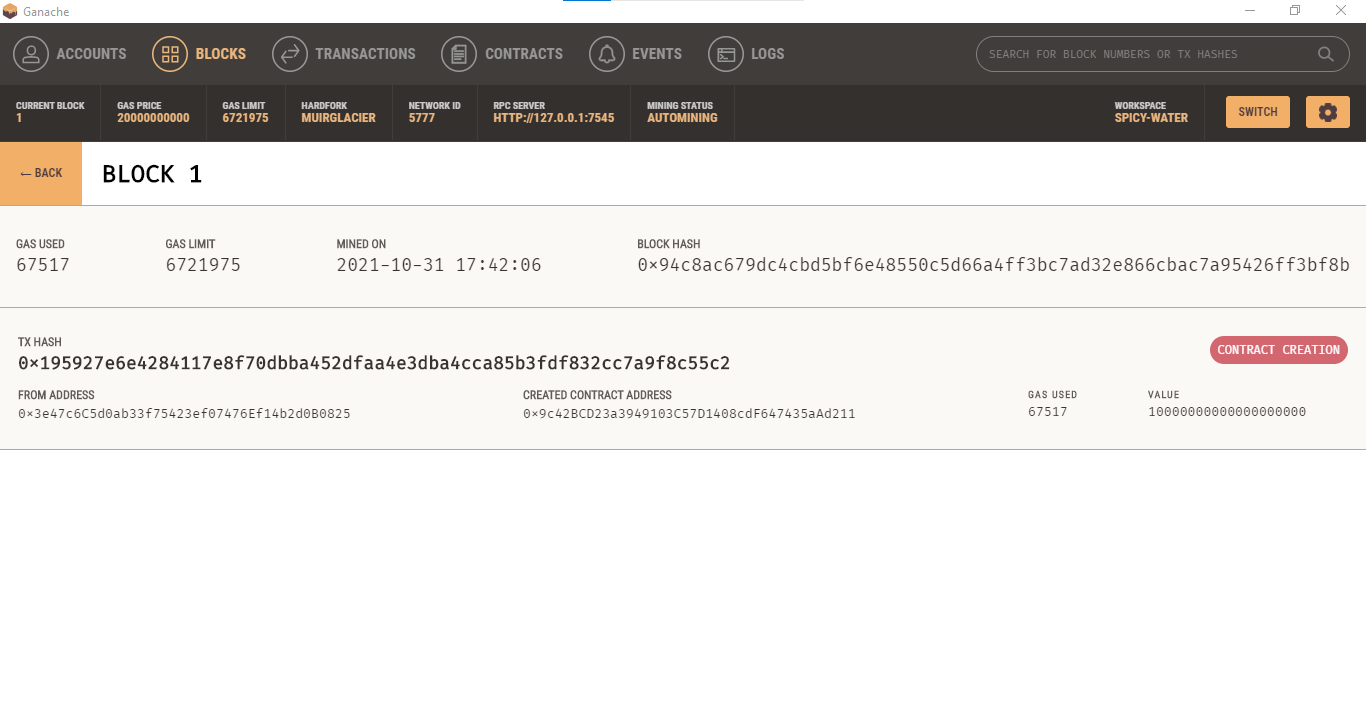 Ganache
ACCOUNTS BLOCKS TRANSACTIONS CONTRACTS EVENTS LOGS SEARCH FOR BLOCK NUMBERS OR TX HASHES
CURRENT BLOCK GAS PRICE GAS LIMIT HARDFORK NETWORK ID RPC SERVER MINING STATUS WORKSPACE
1 20000000000 6721975 MUIRGLACIER 5777 HTTP://127.0.0.1:7545 AUTOMINING SPICY-WATER SWITCH
← BACK BLOCK 1
GAS USED GAS LIMIT MINED ON BLOCK HASH
67517 6721975 2021-10-31 17:42:06 0×94c8ac679dc4cbd5bf6e48550c5d66a4ff3bc7ad32e866cbac7a95426ff3bf8b
TX HASH
0×195927e6e4284117e8f70dbba452dfaa4e3dba4cca85b3fdf832cc7a9f8c55c2 CONTRACT CREATION
FROM ADDRESS CREATED CONTRACT ADDRESS GAS USED VALUE
0×3e47c6C5d0ab33f75423ef07476Ef14b2d0B0825 0×9c42BCD23a3949103C57D1408cdF647435aAd211 67517 10000000000000000000